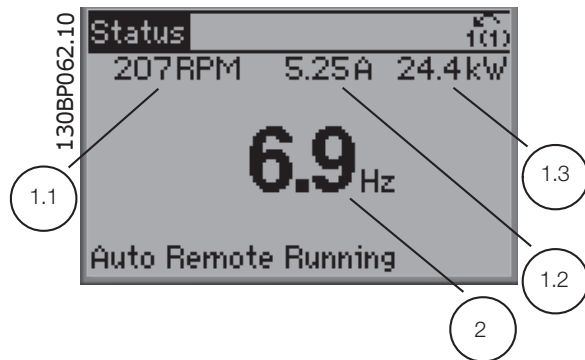 130BP062.10
Status
1(1)
207RPM 5.25A 24.4kW
6.9Hz
Auto Remote Running
1.1
1.3
1.2
2